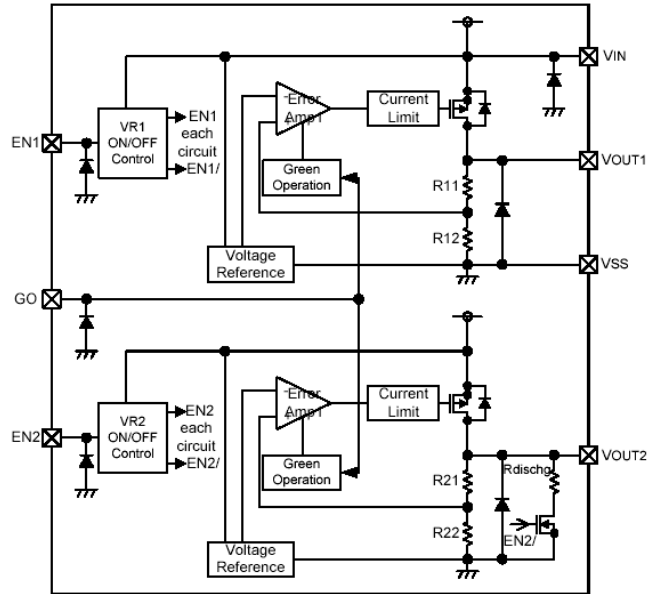 VIN
Error
Amp1
Current
Limit
EN1
VR1
ON/OFF
Control
EN1
each
circuit
EN1/
VOUT1
Green
Operation
R11
R12
Voltage
Reference
VSS
GO
Error
Amp1
Current
Limit
EN2
VR2
ON/OFF
Control
EN2
each
circuit
EN2/
VOUT2
Green
Operation
R21
Rdischg
R22
EN2/
Voltage
Reference